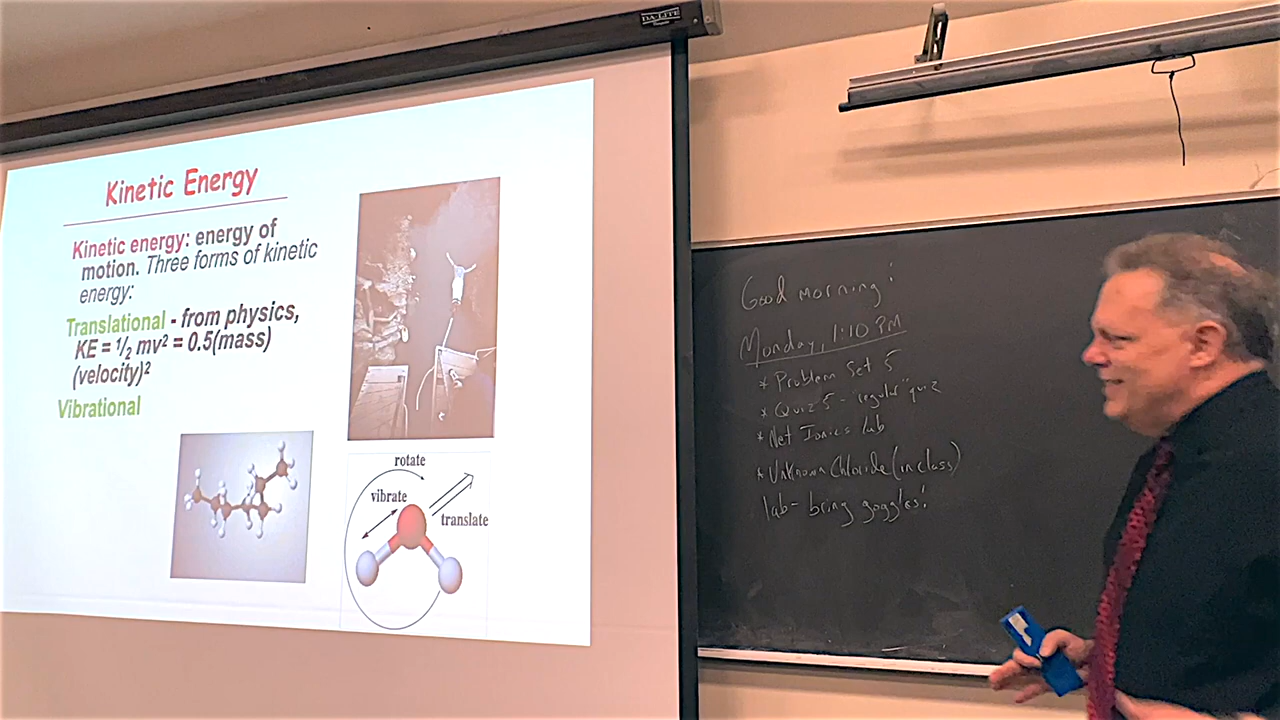 DA-LITE
Kinetic Energy
Kinetic energy: energy of
motion. Three forms of kinetic
energy:
Translational - from physics,
KE = ½ mv² = 0.5(mass)
(velocity)²
Vibrational
rotate
vibrate
translate
Good morning!
Monday, 1:10 PM
* Problem Set 5
* Quiz 5 - "regular" quiz
* Net Ionics lab
* Unknown Chloride (in class)
lab - bring goggles!